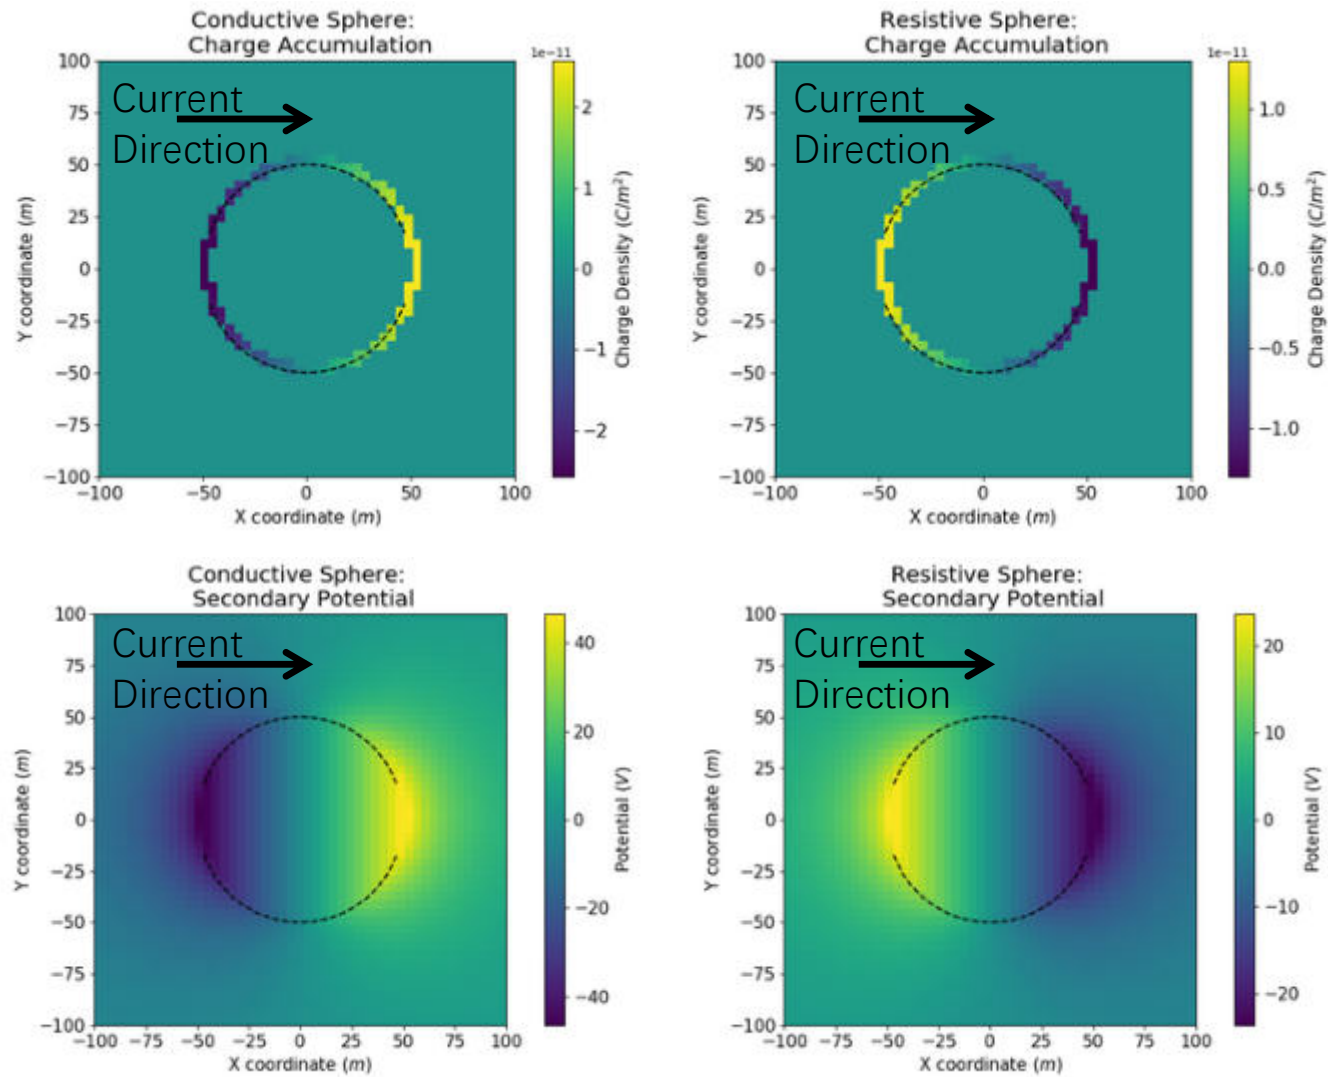 Conductive Sphere:
Charge Accumulation
1e−11
100
75
50
25
0
−25
−50
−75
−100
−100
−50
0
50
100
X coordinate (m)
Y coordinate (m)
Current
Direction
2
1
0
−1
−2
Charge Density (C/m²)
Resistive Sphere:
Charge Accumulation
1e−11
100
75
50
25
0
−25
−50
−75
−100
−100
−50
0
50
100
X coordinate (m)
Y coordinate (m)
Current
Direction
1.0
0.5
0.0
−0.5
−1.0
Charge Density (C/m²)
Conductive Sphere:
Secondary Potential
100
75
50
25
0
−25
−50
−75
−100
−100 −75 −50 −25 0 25 50 75 100
X coordinate (m)
Y coordinate (m)
Current
Direction
40
20
0
−20
−40
Potential (V)
Resistive Sphere:
Secondary Potential
100
75
50
25
0
−25
−50
−75
−100
−100 −75 −50 −25 0 25 50 75 100
X coordinate (m)
Y coordinate (m)
Current
Direction
20
10
0
−10
−20
Potential (V)